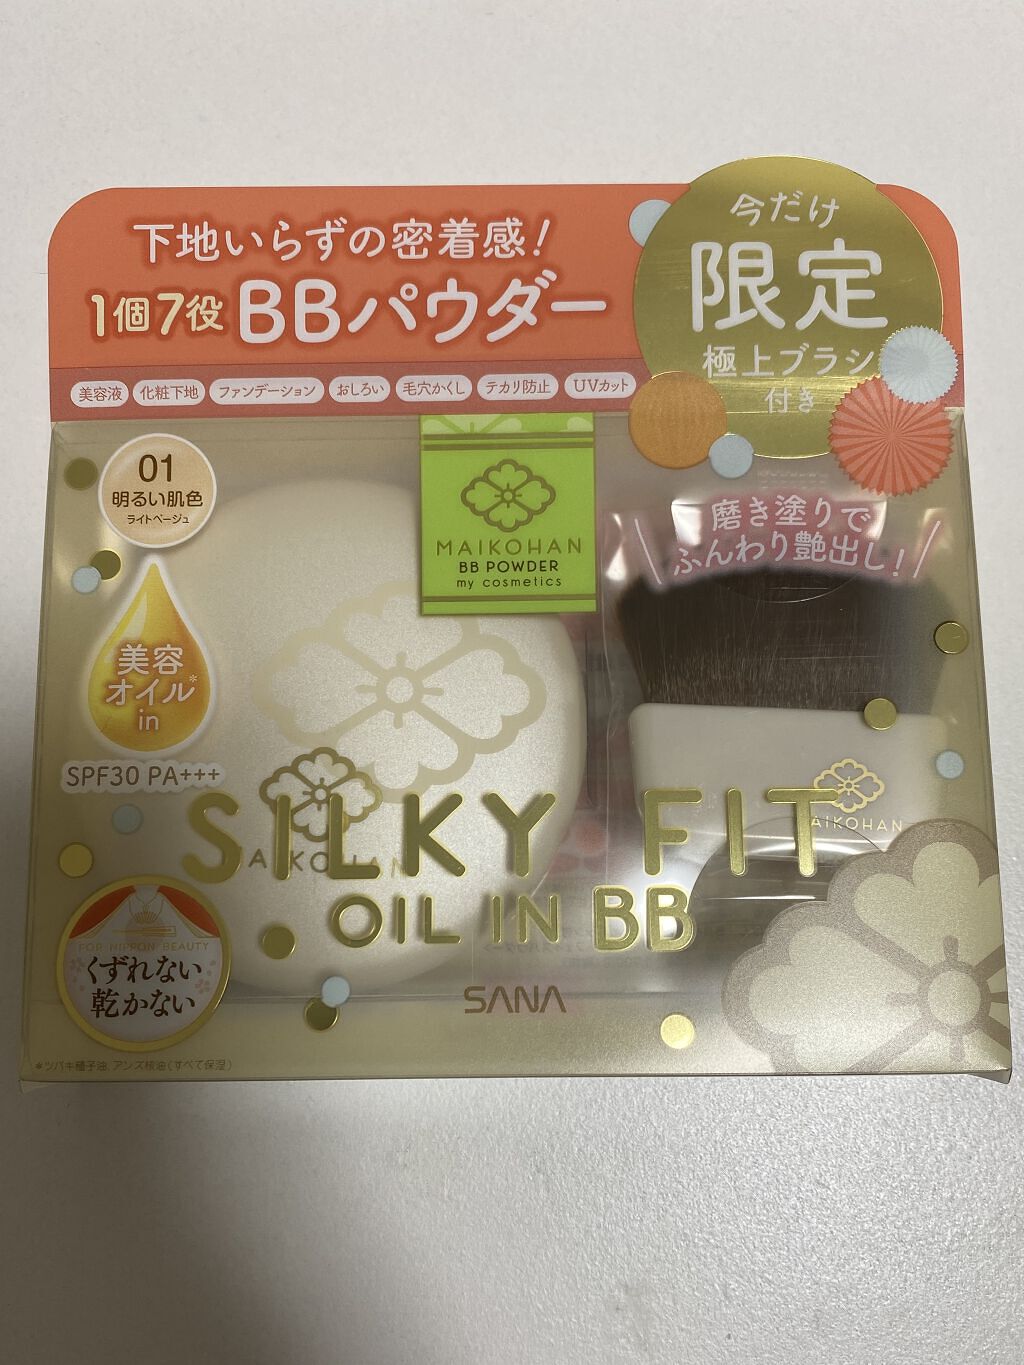 下地いらずの密着感!
1個7役 BBパウダー
美容液 化粧下地 ファンデーション おしろい 毛穴かくし テカリ防止 UVカット
今だけ
限定
極上ブラシ
付き
01
明るい肌色
ライトベージュ
MAIKOHAN
BB POWDER
my cosmetics
磨き塗りで
ふんわり艶出し!
美容
オイル*
in
SPF30 PA+++
MAIKOHAN
AIKOHAN
SILKY FIT
OIL IN BB
SANA
FOR NIPPON BEAUTY
くずれない
乾かない
*ツバキ種子油、アンズ核油(すべて保湿)